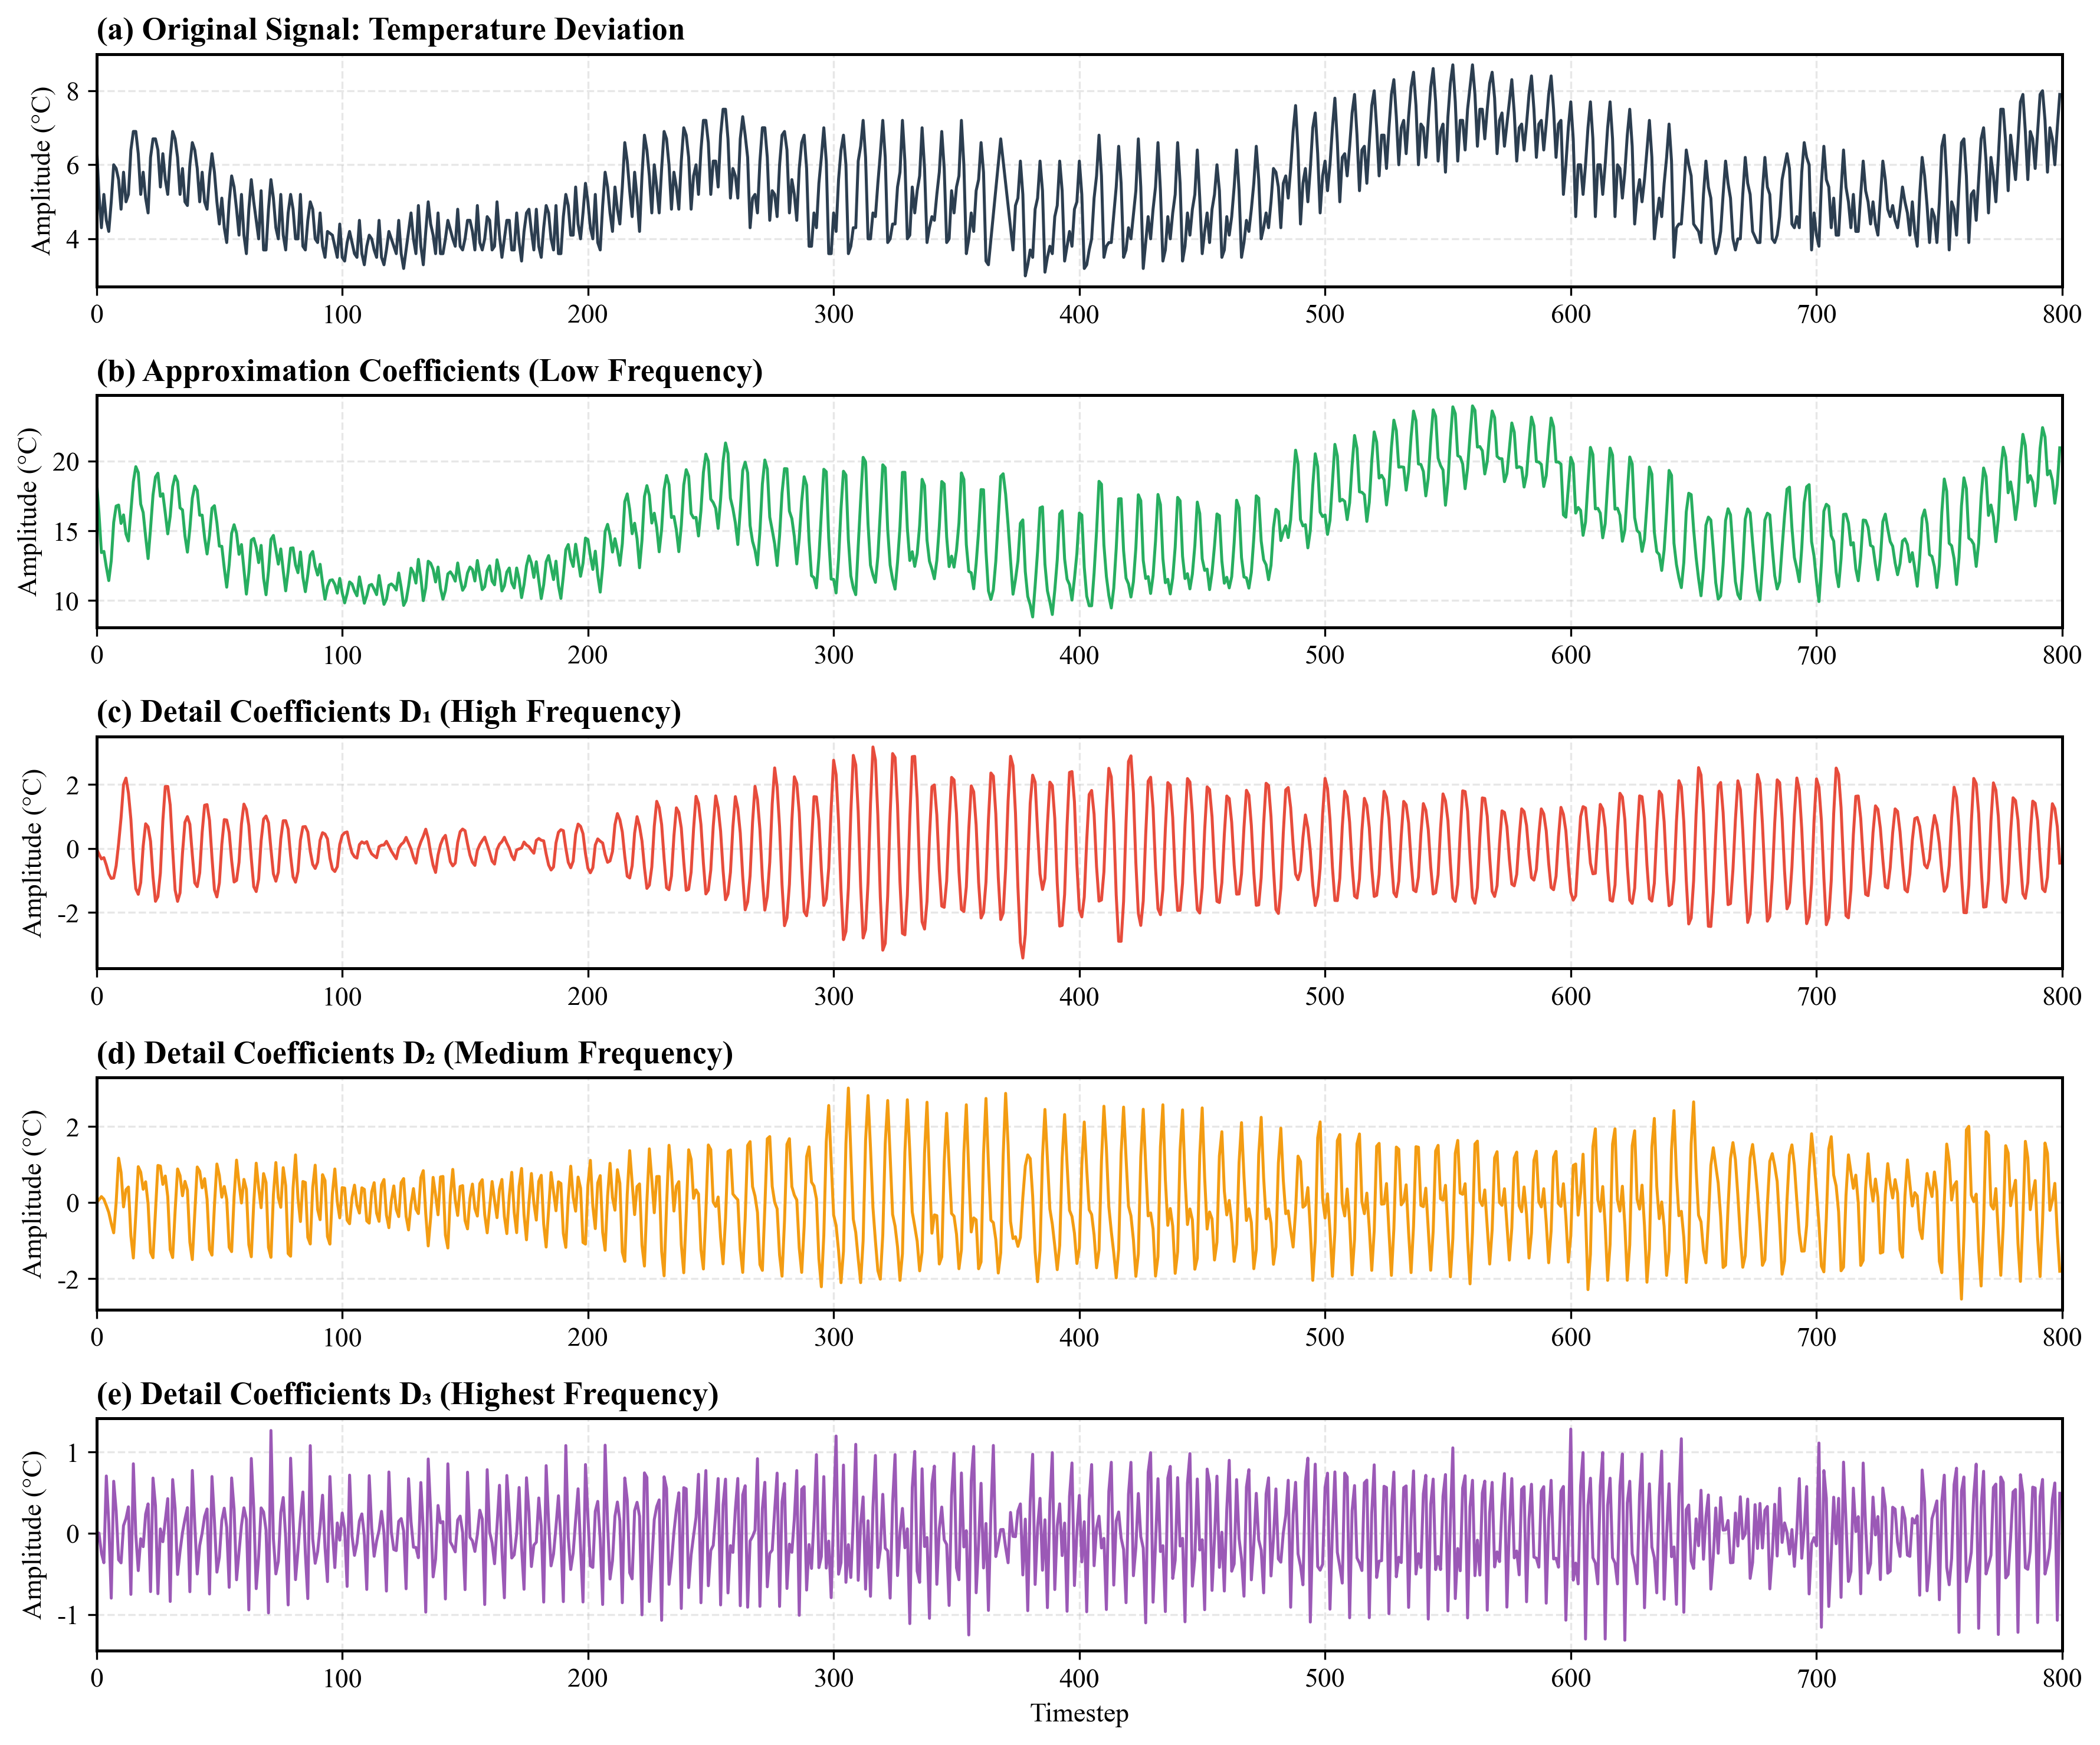 (a) Original Signal: Temperature Deviation
Amplitude (°C)
8
6
4
0 100 200 300 400 500 600 700 800
(b) Approximation Coefficients (Low Frequency)
Amplitude (°C)
20
15
10
0 100 200 300 400 500 600 700 800
(c) Detail Coefficients D₁ (High Frequency)
Amplitude (°C)
2
0
-2
0 100 200 300 400 500 600 700 800
(d) Detail Coefficients D₂ (Medium Frequency)
Amplitude (°C)
2
0
-2
0 100 200 300 400 500 600 700 800
(e) Detail Coefficients D₃ (Highest Frequency)
Amplitude (°C)
1
0
-1
0 100 200 300 400 500 600 700 800
Timestep